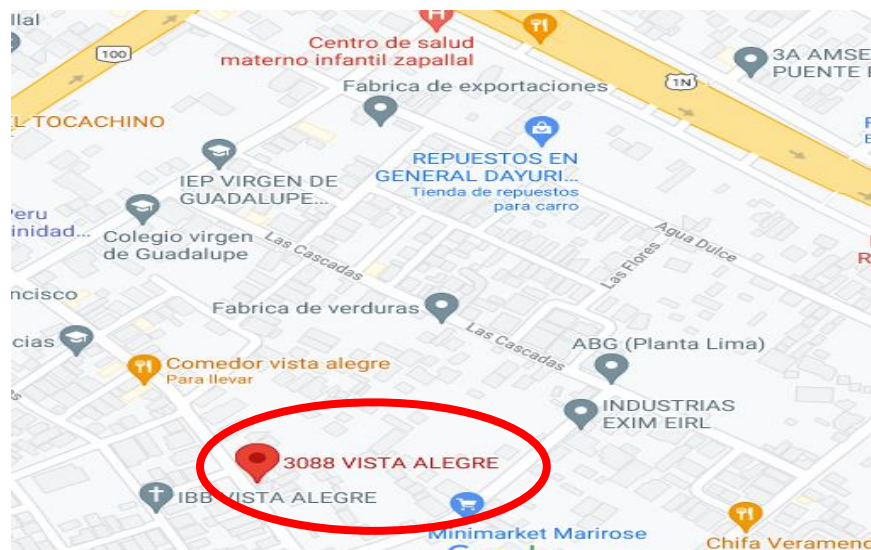 llal
100
Centro de salud
materno infantil zapallal
3A AMSE
PUENTE
1N
Fabrica de exportaciones
EL TOCACHINO
REPUESTOS EN
GENERAL DAYURI...
Tienda de repuestos
para carro
IEP VIRGEN DE
GUADALUPE...
Peru
inidad...
Colegio virgen
de Guadalupe
Las Cascadas
Agua Dulce
Las Flores
R
ncisco
Fabrica de verduras
Las Cascadas
cias
ABG (Planta Lima)
Comedor vista alegre
Para llevar
INDUSTRIAS
EXIM EIRL
3088 VISTA ALEGRE
IBB VISTA ALEGRE
Minimarket Marirose
Chifa Verameno